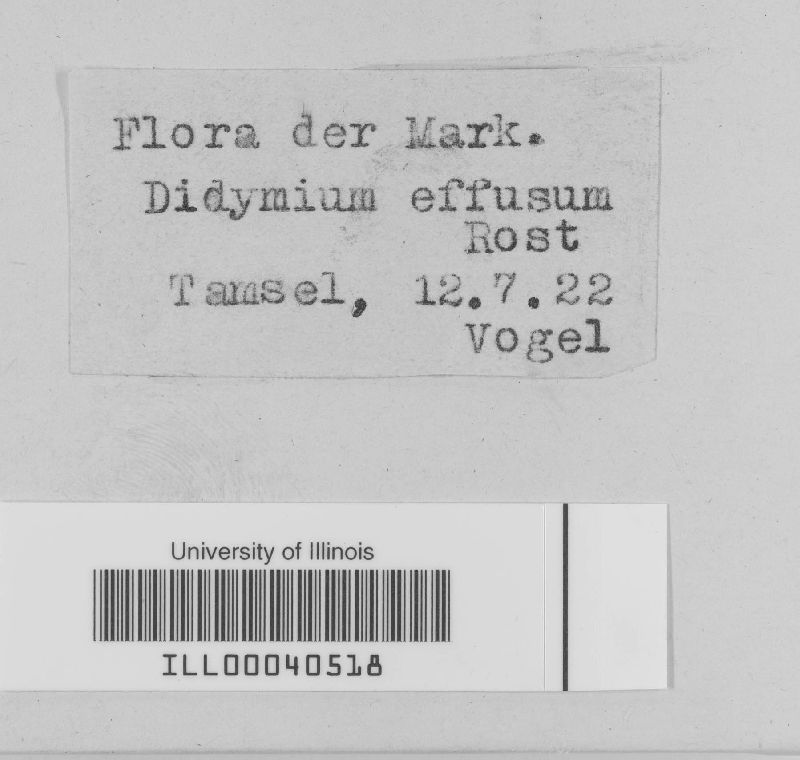 Flora der Mark.
Didymium effusum
Rost
Tamsel, 12.7.22
Vogel
University of Illinois
ILL00040518